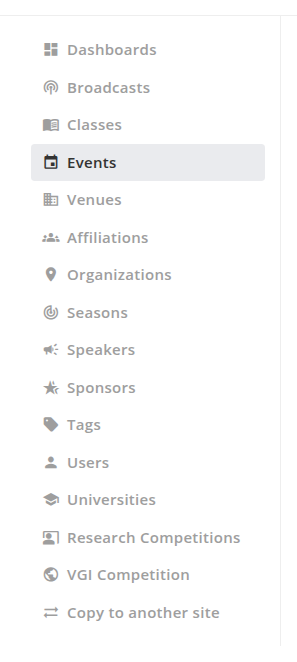 Dashboards
Broadcasts
Classes
Events
Venues
Affiliations
Organizations
Seasons
Speakers
Sponsors
Tags
Users
Universities
Research Competitions
VGI Competition
Copy to another site